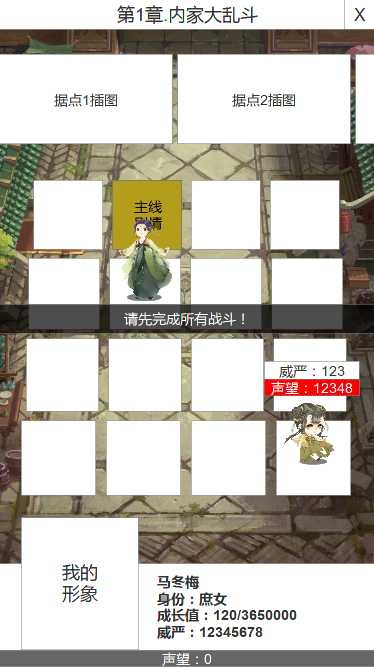 第1章.内家大乱斗
X
据点1插图
据点2插图
主线
剧情
请先完成所有战斗！
威严：123
声望：12348
我的
形象
马冬梅
身份：庶女
成长值：120/3650000
威严：12345678
声望：0